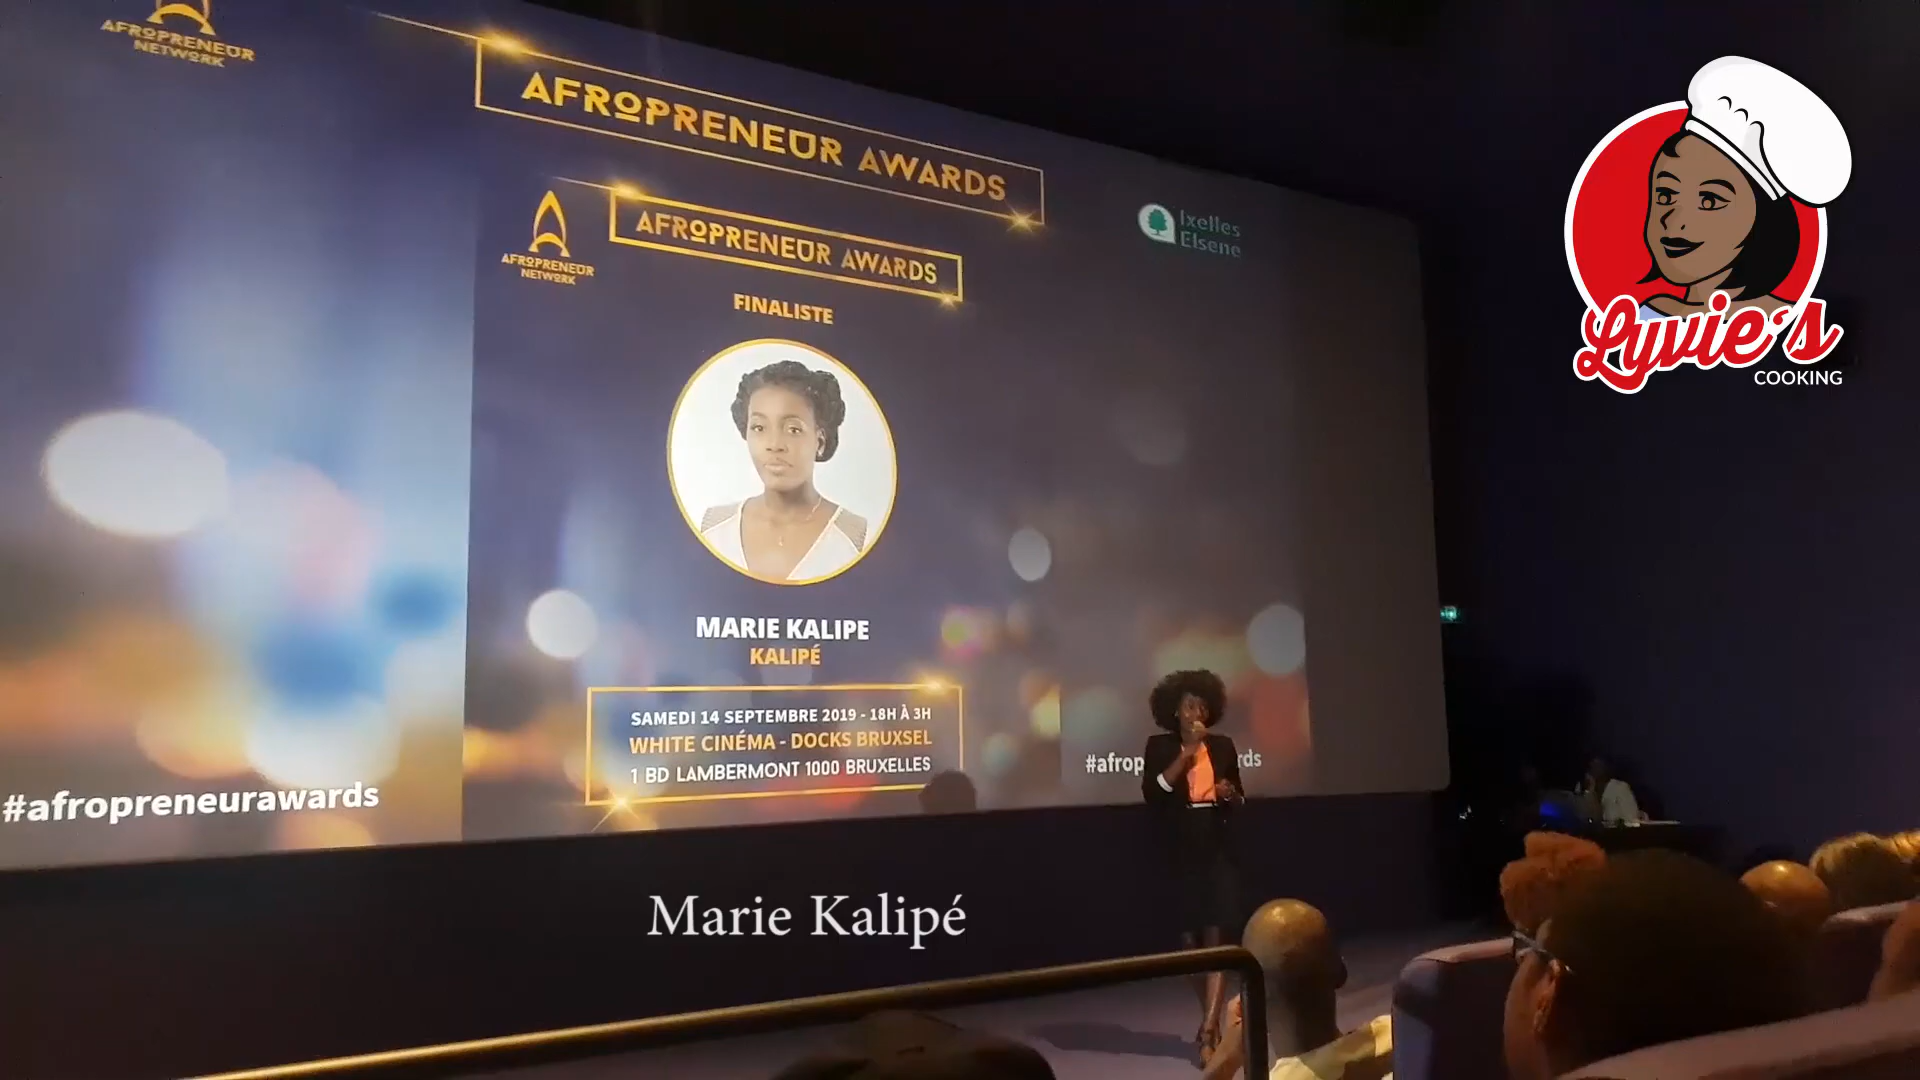 AFROPRENEUR
NETWORK
AFROPRENEUR AWARDS
AFROPRENEUR
NETWORK
AFROPRENEUR AWARDS
Ixelles
Elsene
FINALISTE
MARIE KALIPE
KALIPÉ
SAMEDI 14 SEPTEMBRE 2019 - 18H À 3H
WHITE CINÉMA - DOCKS BRUXSEL
1 BD LAMBERMONT 1000 BRUXELLES
#afropreneurawards
Marie Kalipé
Lyvie's
COOKING